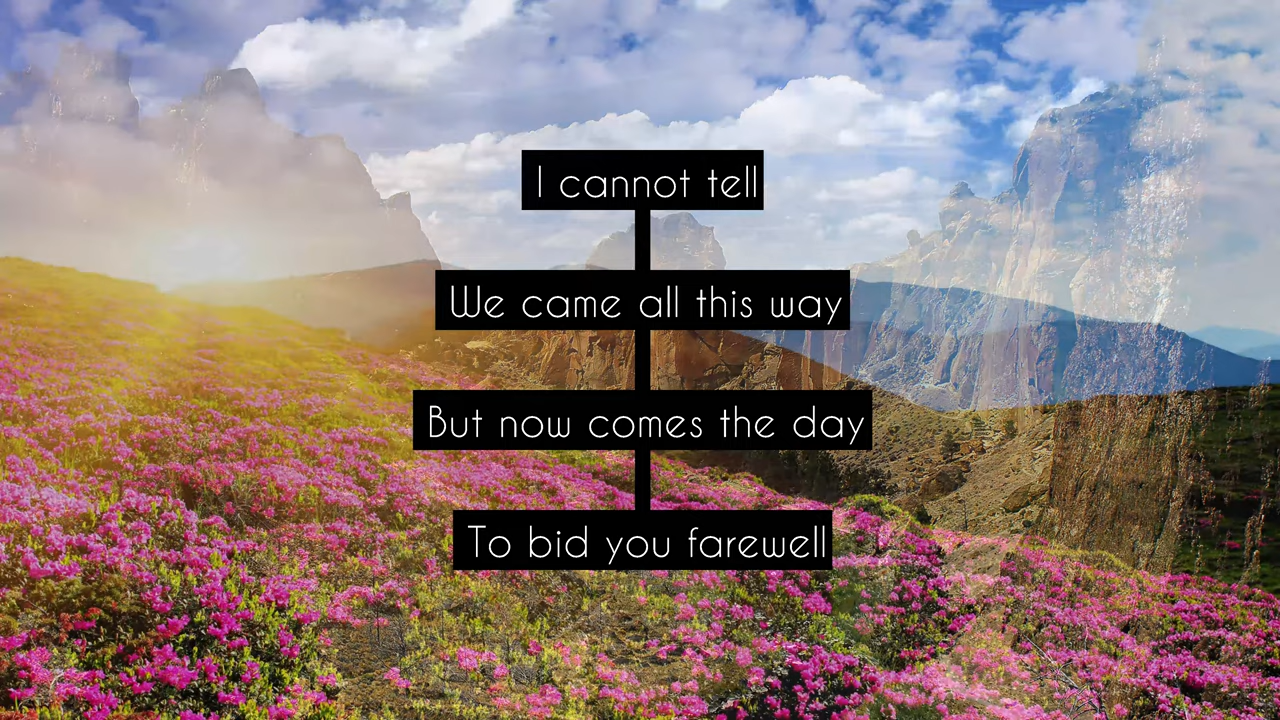 I cannot tell
We came all this way
But now comes the day
To bid you farewell